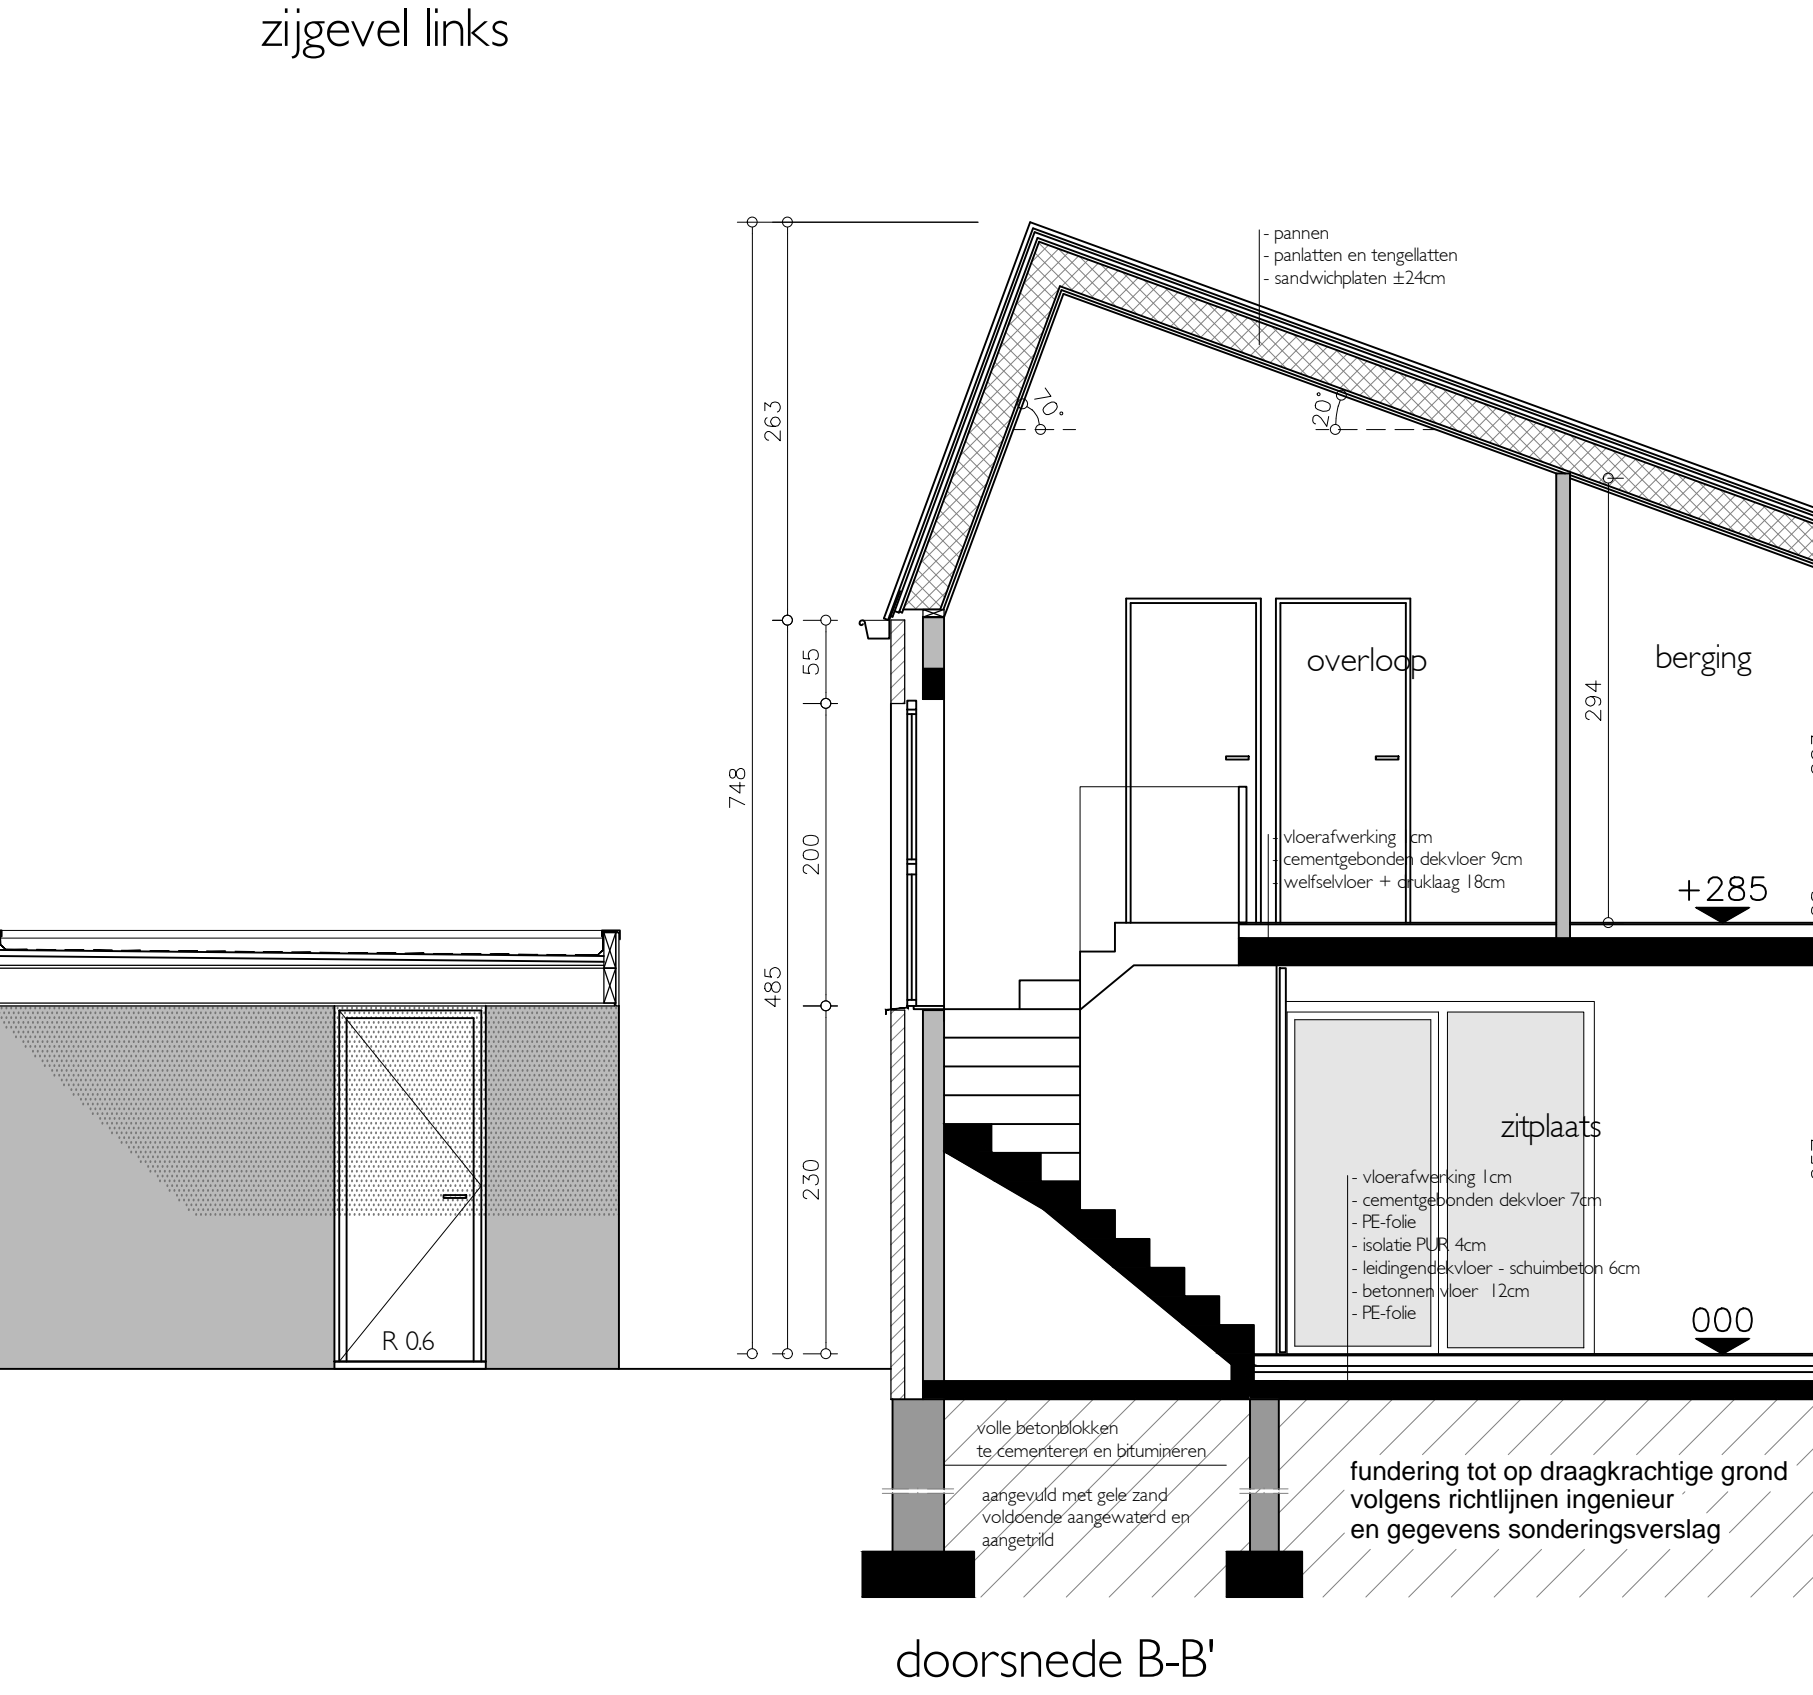 zijgevel links
- pannen
- panlatten en tengellatten
- sandwichplaten ±24cm
70°
20°
263
55
overloop
berging
294
748
200
- vloerafwerking 1cm
- cementgebonden dekvloer 9cm
- welfselvloer + druklaag 18cm
+285
485
230
zitplaats
- vloerafwerking 1cm
- cementgebonden dekvloer 7cm
- PE-folie
- isolatie PUR 4cm
- leidingendekvloer - schuimbeton 6cm
- betonnen vloer 12cm
- PE-folie
R 0.6
000
volle betonblokken
te cementeren en bitumineren
aangevuld met gele zand
voldoende aangewaterd en
aangetrild
fundering tot op draagkrachtige grond
volgens richtlijnen ingenieur
en gegevens sonderingsverslag
doorsnede B-B'